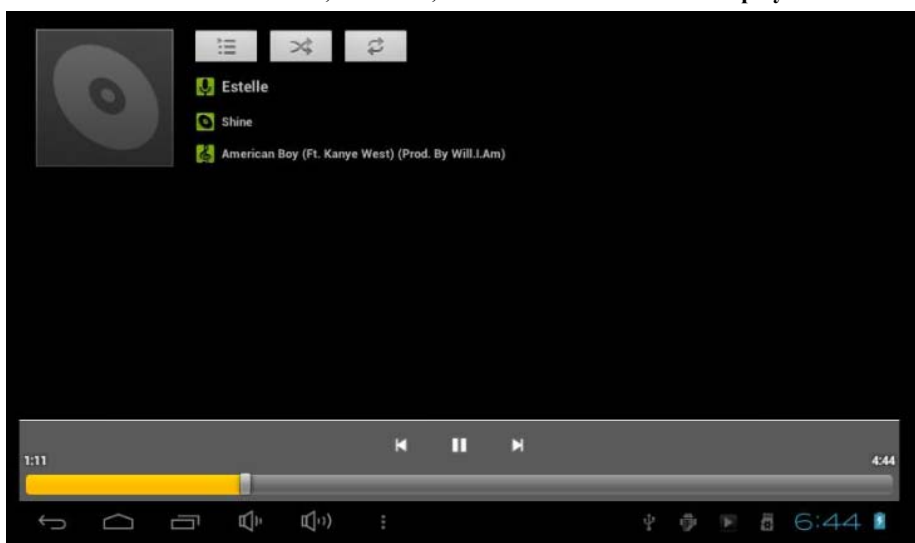 Estelle
Shine
American Boy (Ft. Kanye West) (Prod. By Will.I.Am)
1:11
4:44
6:44